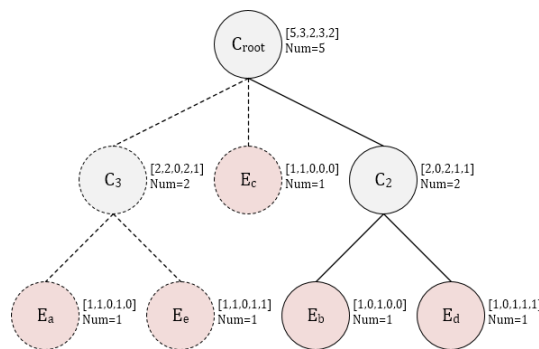 C_root
[5,3,2,3,2]
Num=5
C_3
[2,2,0,2,1]
Num=2
E_c
[1,1,0,0,0]
Num=1
C_2
[2,0,2,1,1]
Num=2
E_a
[1,1,0,1,0]
Num=1
E_e
[1,1,0,1,1]
Num=1
E_b
[1,0,1,0,0]
Num=1
E_d
[1,0,1,1,1]
Num=1